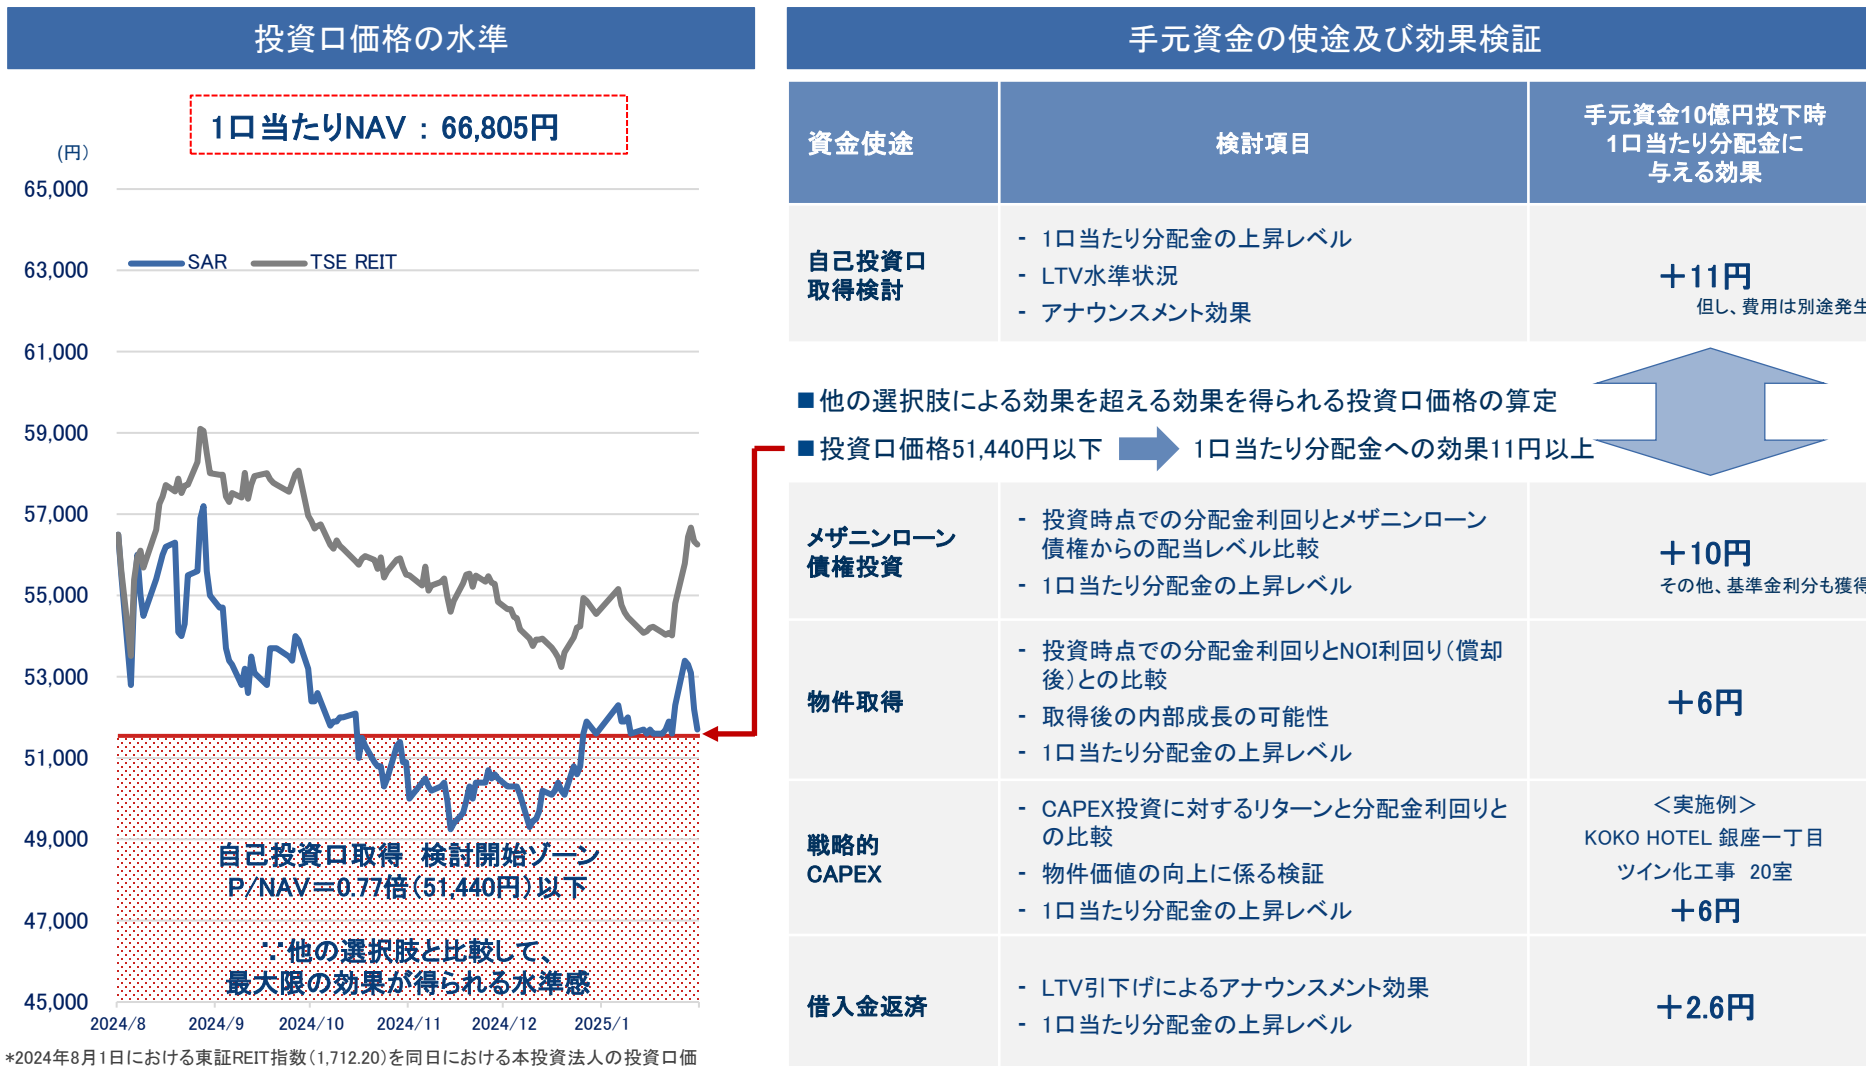 投資口価格の水準
1口当たりNAV：66,805円
(円)
65,000
63,000
61,000
59,000
57,000
55,000
53,000
51,000
49,000
47,000
45,000
SAR
TSE REIT
自己投資口取得 検討開始ゾーン
P/NAV＝0.77倍（51,440円）以下
∵他の選択肢と比較して、
最大限の効果が得られる水準感
2024/8
2024/9
2024/10
2024/11
2024/12
2025/1
*2024年8月1日における東証REIT指数（1,712.20）を同日における本投資法人の投資口価
手元資金の使途及び効果検証
資金使途
検討項目
手元資金10億円投下時
1口当たり分配金に
与える効果
自己投資口
取得検討
- 1口当たり分配金の上昇レベル
- LTV水準状況
- アナウンスメント効果
＋11円
但し、費用は別途発生
■他の選択肢による効果を超える効果を得られる投資口価格の算定
■投資口価格51,440円以下
1口当たり分配金への効果11円以上
メザニンローン
債権投資
- 投資時点での分配金利回りとメザニンローン
債権からの配当レベル比較
- 1口当たり分配金の上昇レベル
＋10円
その他、基準金利分も獲得
物件取得
- 投資時点での分配金利回りとNOI利回り（償却
後）との比較
- 取得後の内部成長の可能性
- 1口当たり分配金の上昇レベル
＋6円
戦略的
CAPEX
- CAPEX投資に対するリターンと分配金利回りと
の比較
- 物件価値の向上に係る検証
- 1口当たり分配金の上昇レベル
＜実施例＞
KOKO HOTEL 銀座一丁目
ツイン化工事 20室
＋6円
借入金返済
- LTV引下げによるアナウンスメント効果
- 1口当たり分配金の上昇レベル
＋2.6円